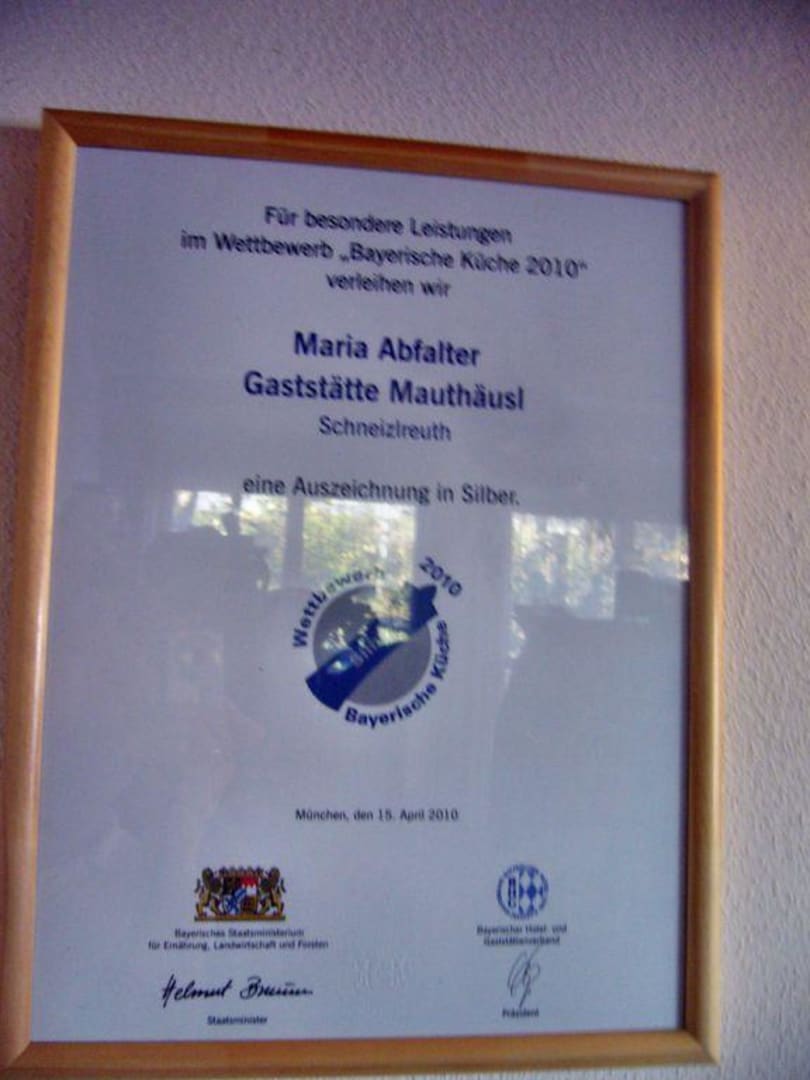 Für besondere Leistungen
im Wettbewerb „Bayerische Küche 2010"
verleihen wir
Maria Abfalter
Gaststätte Mauthäusl
Schneizlreuth
eine Auszeichnung in Silber.
Wettbewerb 2010
Bayerische Küche
München, den 15. April 2010
Bayerisches Staatsministerium
für Ernährung, Landwirtschaft und Forsten
Bayerischer Hotel- und
Gaststättenverband
Helmut Brunner
Staatsminister
Präsident